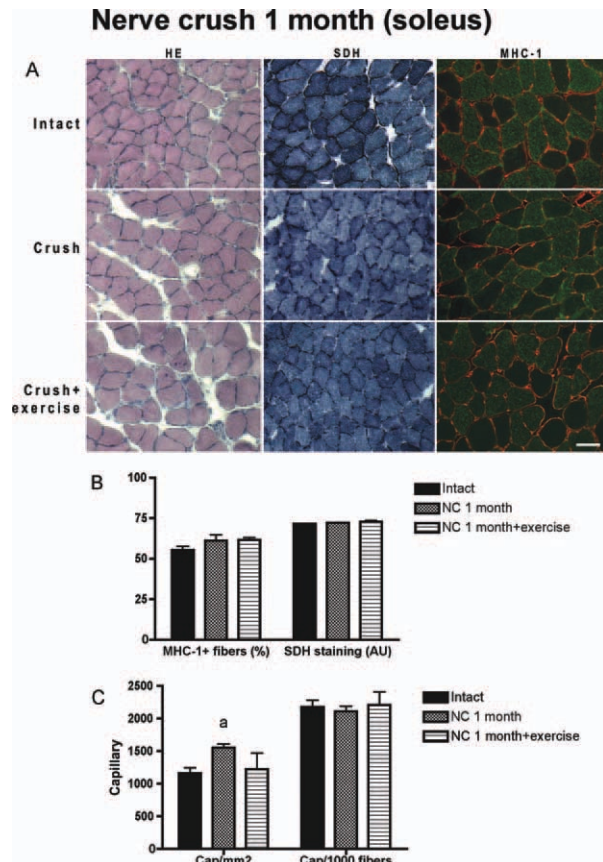 Nerve crush 1 month (soleus)
HE SDH MHC-1
A
Intact
Crush
Crush+
exercise
B
100
75
50
25
0
MHC-1+ fibers (%) SDH staining (AU)
Intact
NC 1 month
NC 1 month+exercise
C
Capillary
2500
2000
1500
1000
500
0
a
Cap/mm2 Cap/1000 fibers
Intact
NC 1 month
NC 1 month+exercise